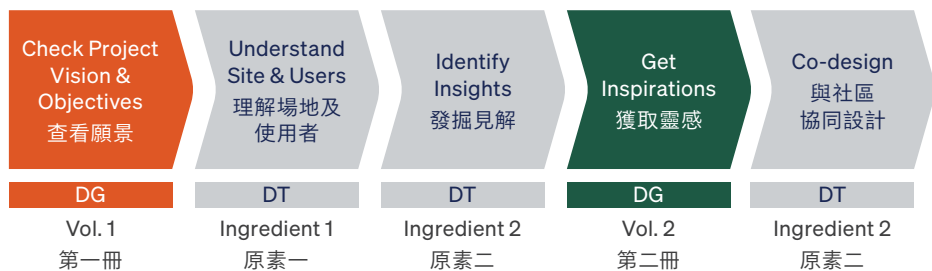 Check Project
Vision &
Objectives
查看願景
Understand
Site & Users
理解場地及
使用者
Identify
Insights
發掘見解
Get
Inspirations
獲取靈感
Co-design
與社區
協同設計
DG
DT
DT
DG
DT
Vol. 1
第一冊
Ingredient 1
原素一
Ingredient 2
原素二
Vol. 2
第二冊
Ingredient 2
原素二